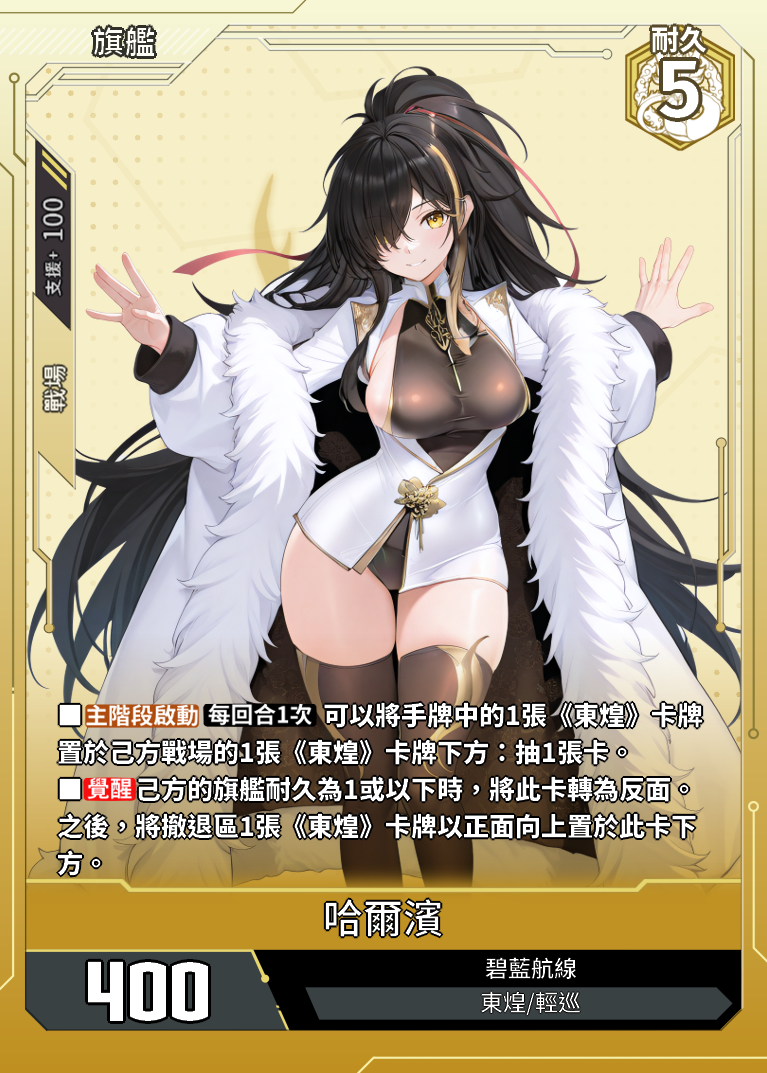 旗艦
耐久
5
支援+ 100
戰場
■主階段啟動 每回合1次 可以將手牌中的1張《東煌》卡牌
置於己方戰場的1張《東煌》卡牌下方：抽1張卡。
■覺醒己方的旗艦耐久為1或以下時，將此卡轉為反面。
之後，將撤退區1張《東煌》卡牌以正面向上置於此卡下
方。
哈爾濱
400
碧藍航線
東煌/輕巡